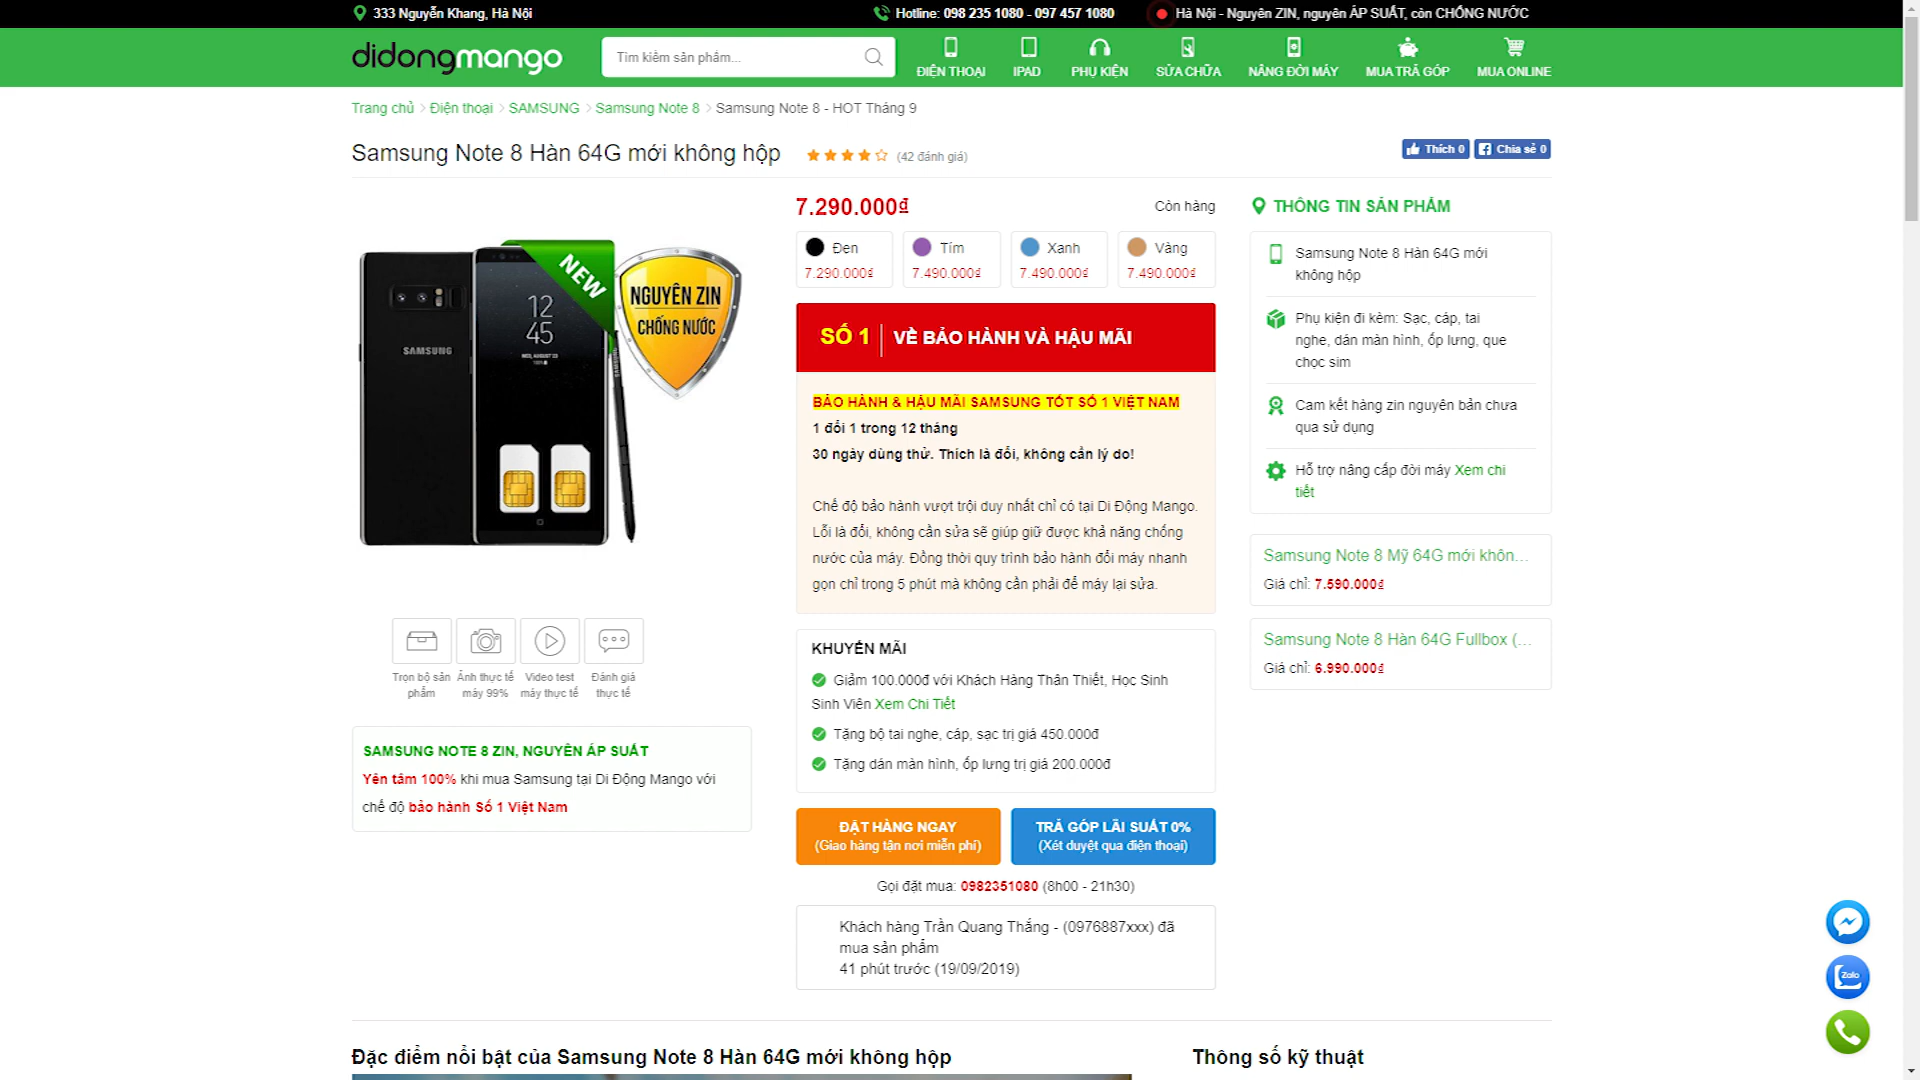 333 Nguyễn Khang, Hà Nội
Hotline: 098 235 1080 - 097 457 1080
Hà Nội - Nguyên ZIN, nguyên ÁP SUẤT, còn CHỐNG NƯỚC
didongmango
Tìm kiếm sản phẩm...
ĐIỆN THOẠI
IPAD
PHỤ KIỆN
SỬA CHỮA
NÂNG ĐỜI MÁY
MUA TRẢ GÓP
MUA ONLINE
Trang chủ > Điện thoại > SAMSUNG > Samsung Note 8 > Samsung Note 8 - HOT Tháng 9
Samsung Note 8 Hàn 64G mới không hộp
(42 đánh giá)
Thích 0
Chia sẻ 0
NEW
NGUYÊN ZIN
CHỐNG NƯỚC
12
45
SAMSUNG
Trọn bộ sản phẩm
Ảnh thực tế máy 99%
Video test máy thực tế
Đánh giá thực tế
SAMSUNG NOTE 8 ZIN, NGUYÊN ÁP SUẤT
Yên tâm 100% khi mua Samsung tại Di Động Mango với
chế độ bảo hành Số 1 Việt Nam
7.290.000₫
Còn hàng
Đen
7.290.000₫
Tím
7.490.000₫
Xanh
7.490.000₫
Vàng
7.490.000₫
SỐ 1 | VỀ BẢO HÀNH VÀ HẬU MÃI
BẢO HÀNH & HẬU MÃI SAMSUNG TỐT SỐ 1 VIỆT NAM
1 đổi 1 trong 12 tháng
30 ngày dùng thử. Thích là đổi, không cần lý do!
Chế độ bảo hành vượt trội duy nhất chỉ có tại Di Động Mango.
Lỗi là đổi, không cần sửa sẽ giúp giữ được khả năng chống
nước của máy. Đồng thời quy trình bảo hành đổi máy nhanh
gọn chỉ trong 5 phút mà không cần phải để máy lại sửa.
KHUYẾN MÃI
Giảm 100.000đ với Khách Hàng Thân Thiết, Học Sinh
Sinh Viên Xem Chi Tiết
Tặng bộ tai nghe, cáp, sạc trị giá 450.000đ
Tặng dán màn hình, ốp lưng trị giá 200.000đ
ĐẶT HÀNG NGAY
(Giao hàng tận nơi miễn phí)
TRẢ GÓP LÃI SUẤT 0%
(Xét duyệt qua điện thoại)
Gọi đặt mua: 0982351080 (8h00 - 21h30)
Khách hàng Trần Quang Thắng - (0976887xxx) đã
mua sản phẩm
41 phút trước (19/09/2019)
THÔNG TIN SẢN PHẨM
Samsung Note 8 Hàn 64G mới
không hộp
Phụ kiện đi kèm: Sạc, cáp, tai
nghe, dán màn hình, ốp lưng, que
chọc sim
Cam kết hàng zin nguyên bản chưa
qua sử dụng
Hỗ trợ nâng cấp đời máy Xem chi
tiết
Samsung Note 8 Mỹ 64G mới khôn...
Giá chỉ: 7.590.000₫
Samsung Note 8 Hàn 64G Fullbox (...
Giá chỉ: 6.990.000₫
Zalo
Đặc điểm nổi bật của Samsung Note 8 Hàn 64G mới không hộp
Thông số kỹ thuật